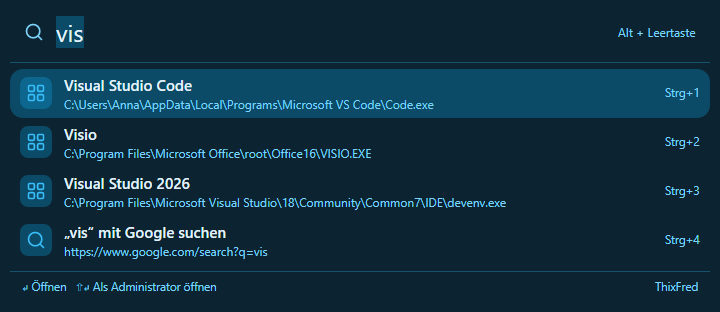 vis
Alt + Leertaste
Visual Studio Code
C:\Users\Anna\AppData\Local\Programs\Microsoft VS Code\Code.exe
Strg+1
Visio
C:\Program Files\Microsoft Office\root\Office16\VISIO.EXE
Strg+2
Visual Studio 2026
C:\Program Files\Microsoft Visual Studio\18\Community\Common7\IDE\devenv.exe
Strg+3
„vis“ mit Google suchen
https://www.google.com/search?q=vis
Strg+4
↲ Öffnen ⇧↲ Als Administrator öffnen
ThixFred